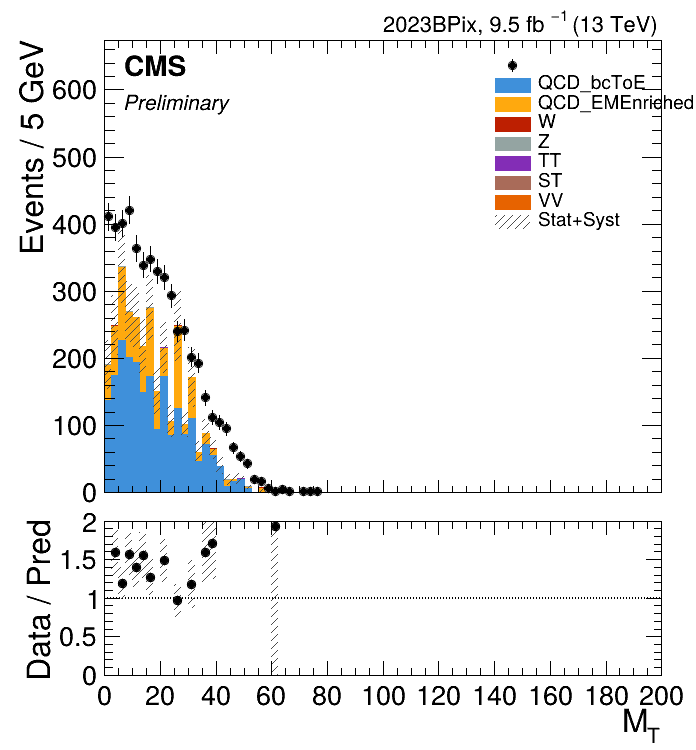 2023BPix, 9.5 fb⁻¹ (13 TeV)
CMS
Preliminary
QCD_bcToE
QCD_EMEnriehed
W
Z
TT
ST
VV
Stat+Syst
Events / 5 GeV
600
500
400
300
200
100
0
Data / Pred
2
1.5
1
0.5
0
0 20 40 60 80 100 120 140 160 180 200
M_T